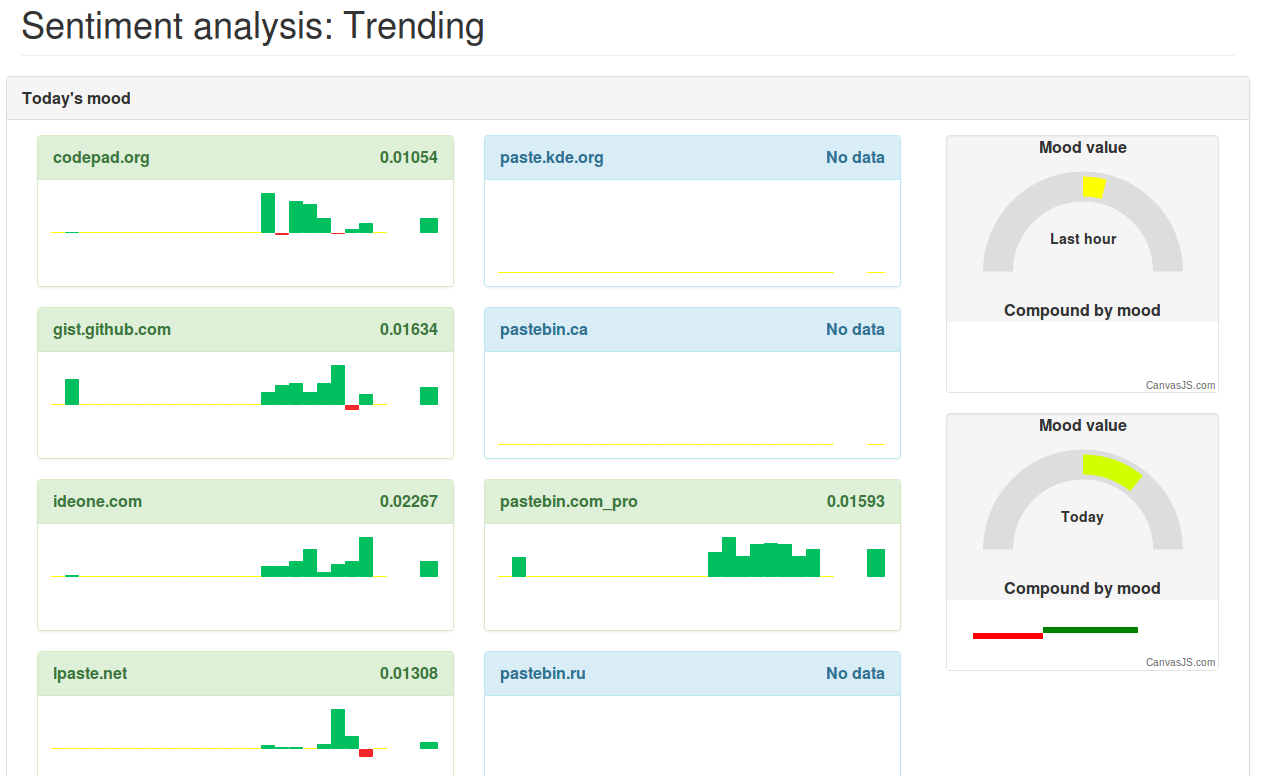 Sentiment analysis: Trending
Today's mood
codepad.org 0.01054
paste.kde.org No data
gist.github.com 0.01634
pastebin.ca No data
ideone.com 0.02267
pastebin.com_pro 0.01593
lpaste.net 0.01308
pastebin.ru No data
Mood value
Last hour
Compound by mood
CanvasJS.com
Mood value
Today
Compound by mood
CanvasJS.com